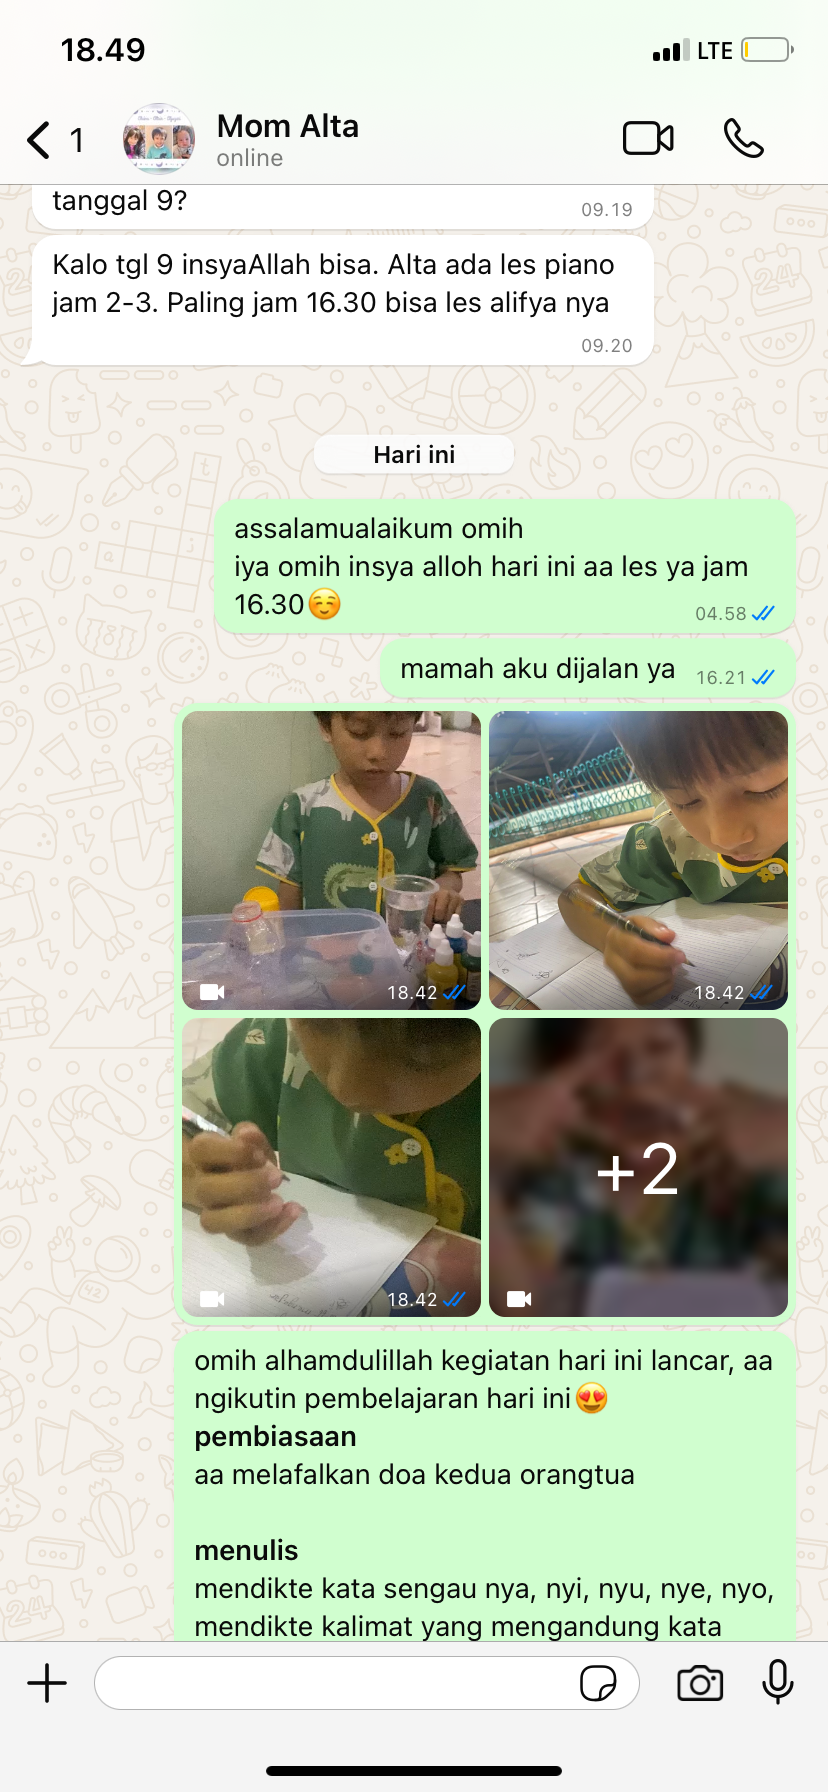 18.49
LTE
1
Mom Alta
online
tanggal 9?
09.19
Kalo tgl 9 insyaAllah bisa. Alta ada les piano
jam 2-3. Paling jam 16.30 bisa les alifya nya
09.20
Hari ini
assalamualaikum omih
iya omih insya alloh hari ini aa les ya jam
16.30☺️
04.58
mamah aku dijalan ya
16.21
18.42
18.42
18.42
+2
omih alhamdulillah kegiatan hari ini lancar, aa
ngikutin pembelajaran hari ini😍
pembiasaan
aa melafalkan doa kedua orangtua
menulis
mendikte kata sengau nya, nyi, nyu, nye, nyo,
mendikte kalimat yang mengandung kata